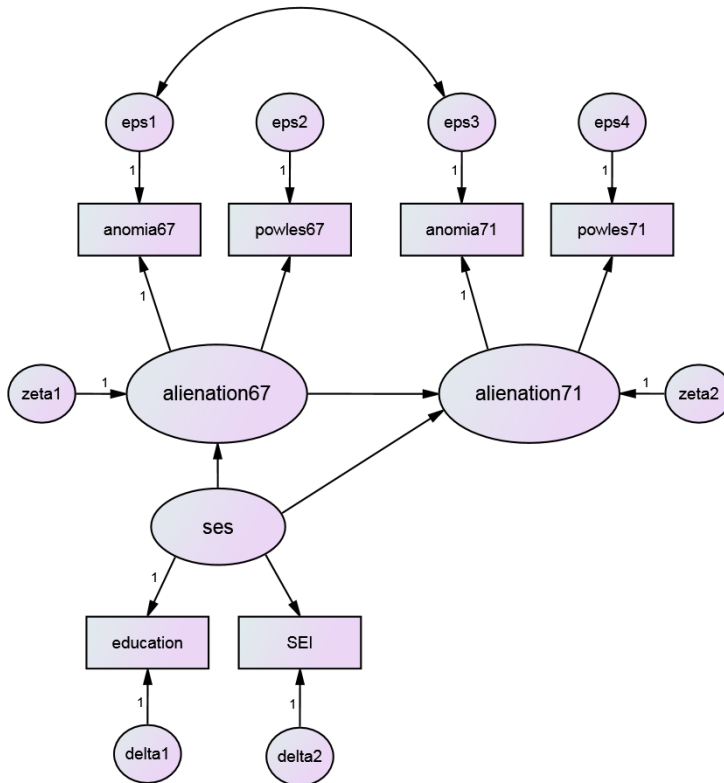 eps1
eps2
eps3
eps4
1
1
1
1
anomia67
powles67
anomia71
powles71
1
1
zeta1
1
alienation67
alienation71
1
zeta2
ses
1
education
SEI
1
1
delta1
delta2